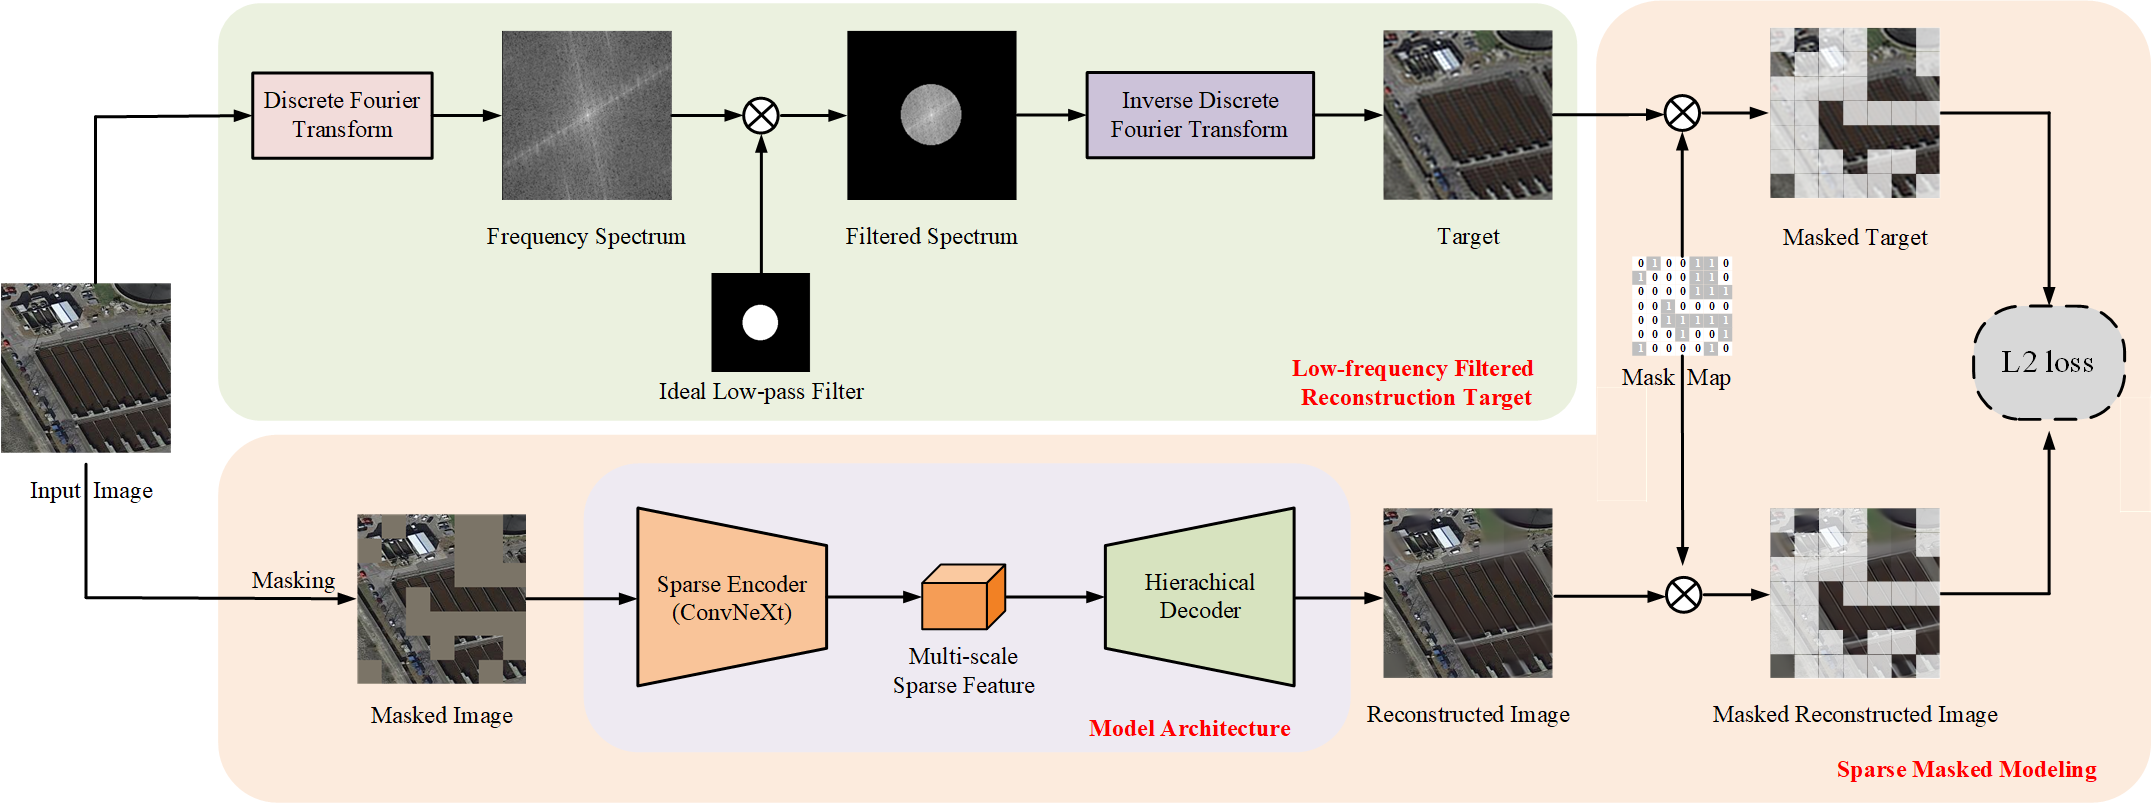 Discrete Fourier
Transform
Inverse Discrete
Fourier Transform
Frequency Spectrum
Filtered Spectrum
Target
Masked Target
Ideal Low-pass Filter
Low-frequency Filtered
Reconstruction Target
0 1 0 0 1 1 0
1 0 0 0 1 1 0
0 0 0 0 1 1 1
0 0 1 0 0 0 0
0 0 1 1 1 1 1
0 0 0 1 0 0 1
1 0 0 0 0 1 0
Mask Map
L2 loss
Input Image
Masking
Masked Image
Sparse Encoder
(ConvNeXt)
Multi-scale
Sparse Feature
Hierachical
Decoder
Model Architecture
Reconstructed Image
Masked Reconstructed Image
Sparse Masked Modeling